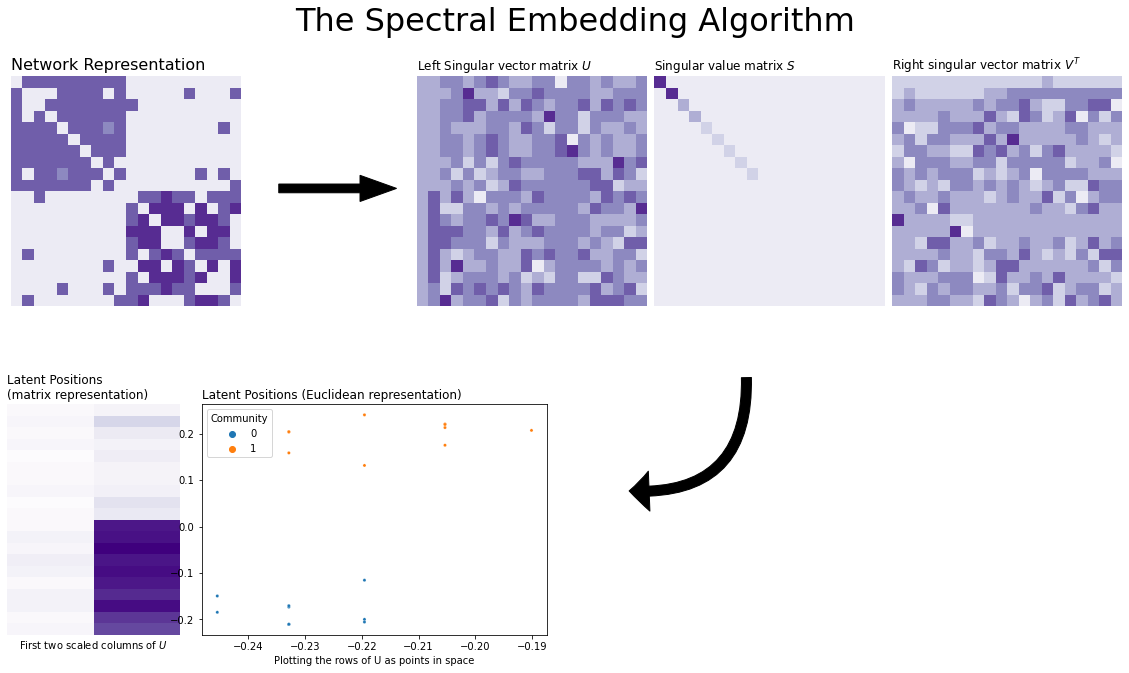 The Spectral Embedding Algorithm
Network Representation
Left Singular vector matrix U
Singular value matrix S
Right singular vector matrix V^T
Latent Positions
(matrix representation)
First two scaled columns of U
Latent Positions (Euclidean representation)
Community
0
1
0.2
0.1
0.0
−0.1
−0.2
−0.24 −0.23 −0.22 −0.21 −0.20 −0.19
Plotting the rows of U as points in space